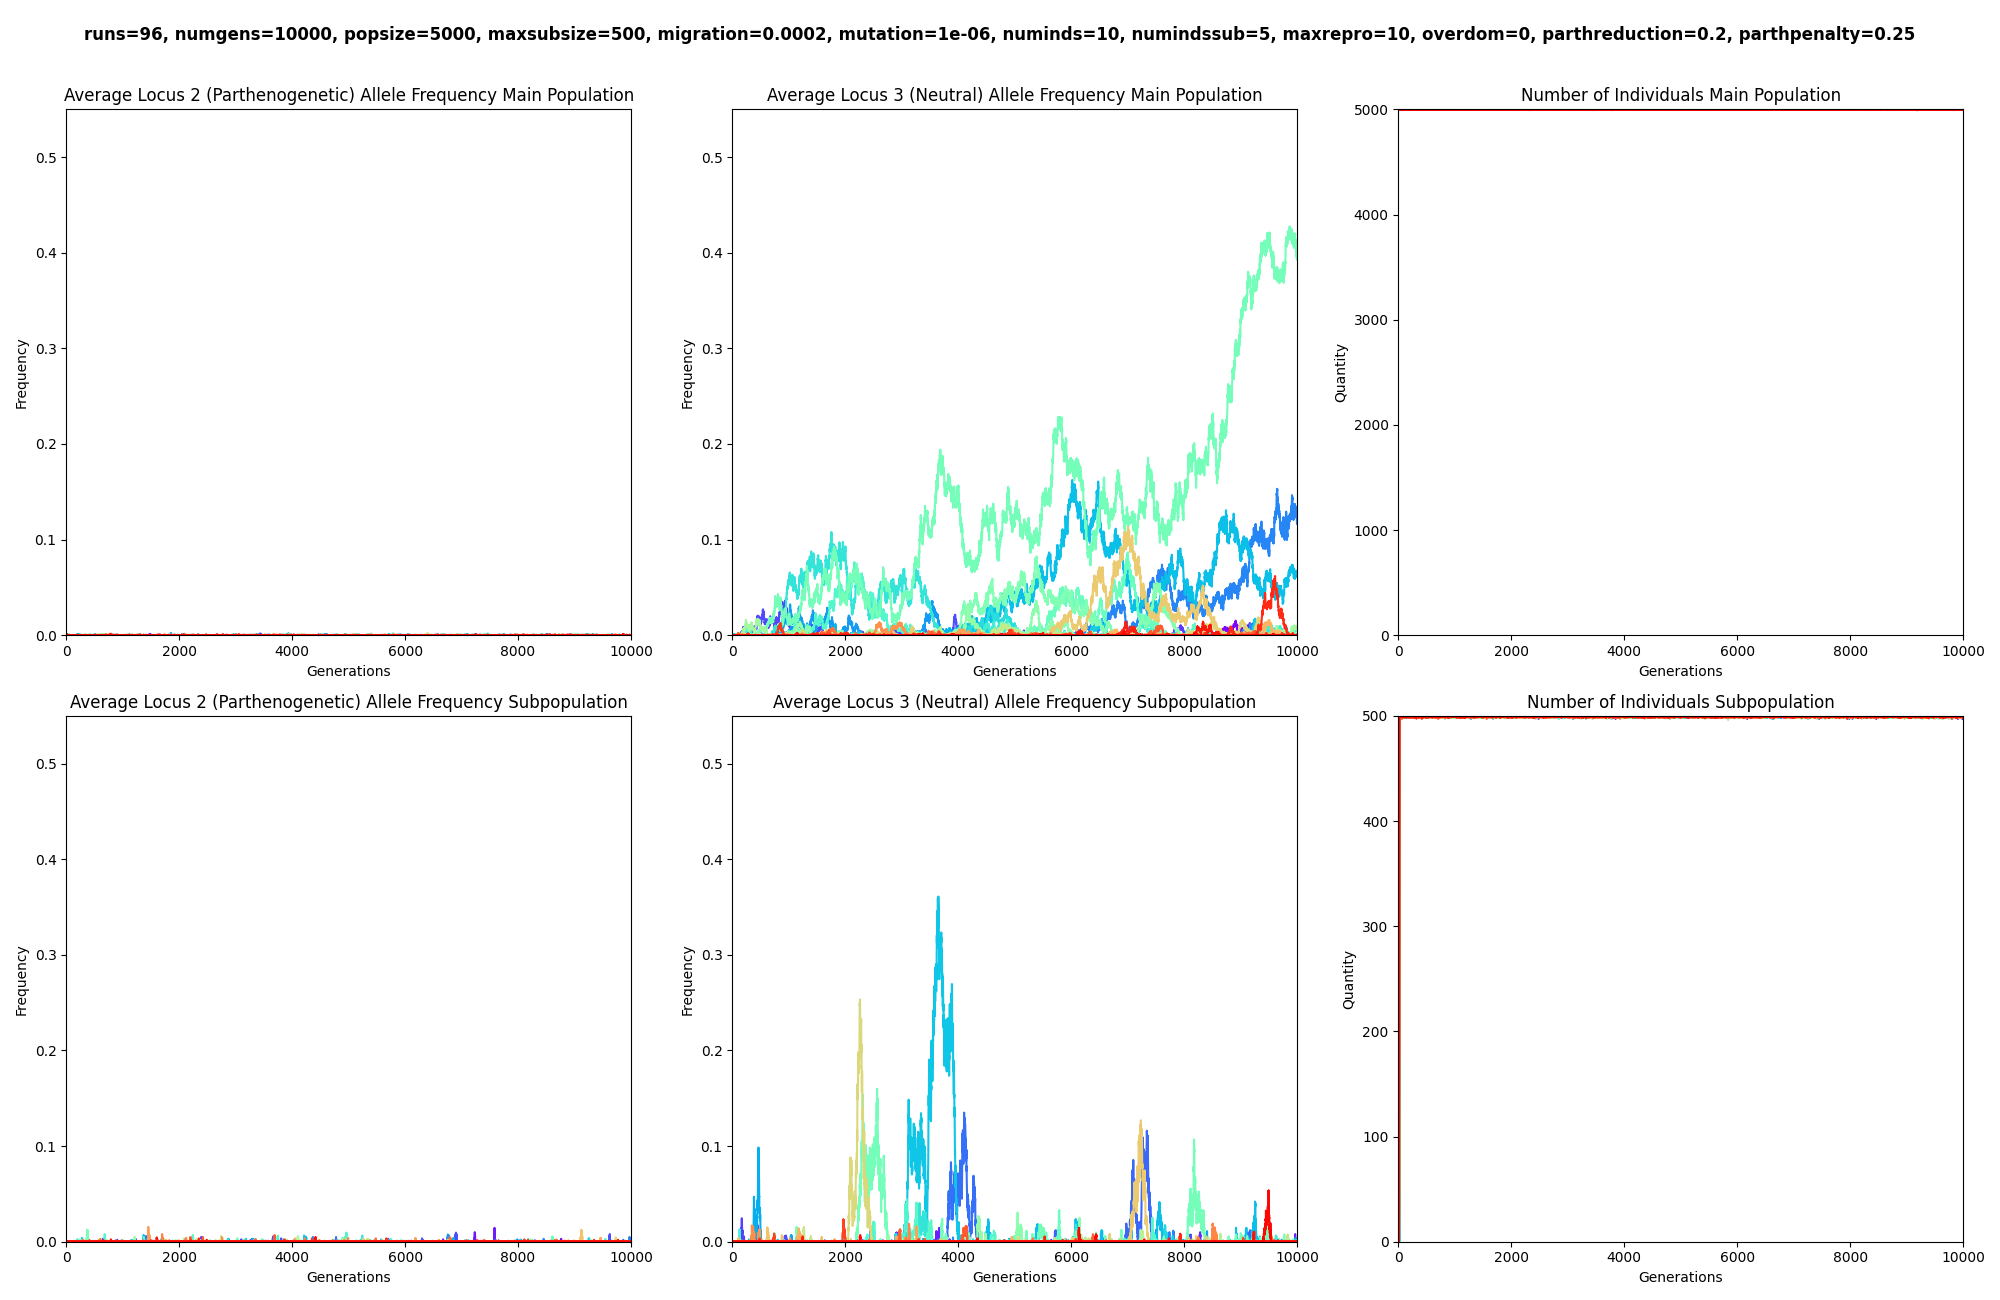 runs=96, numgens=10000, popsize=5000, maxsubsize=500, migration=0.0002, mutation=1e-06, numinds=10, numindssub=5, maxrepro=10, overdom=0, parthreduction=0.2, parthpenalty=0.25
Average Locus 2 (Parthenogenetic) Allele Frequency Main Population
Frequency
0.5
0.4
0.3
0.2
0.1
0.0
0 2000 4000 6000 8000 10000
Generations
Average Locus 3 (Neutral) Allele Frequency Main Population
Frequency
0.5
0.4
0.3
0.2
0.1
0.0
0 2000 4000 6000 8000 10000
Generations
Number of Individuals Main Population
Quantity
5000
4000
3000
2000
1000
0
0 2000 4000 6000 8000 10000
Generations
Average Locus 2 (Parthenogenetic) Allele Frequency Subpopulation
Frequency
0.5
0.4
0.3
0.2
0.1
0.0
0 2000 4000 6000 8000 10000
Generations
Average Locus 3 (Neutral) Allele Frequency Subpopulation
Frequency
0.5
0.4
0.3
0.2
0.1
0.0
0 2000 4000 6000 8000 10000
Generations
Number of Individuals Subpopulation
Quantity
500
400
300
200
100
0
0 2000 4000 6000 8000 10000
Generations